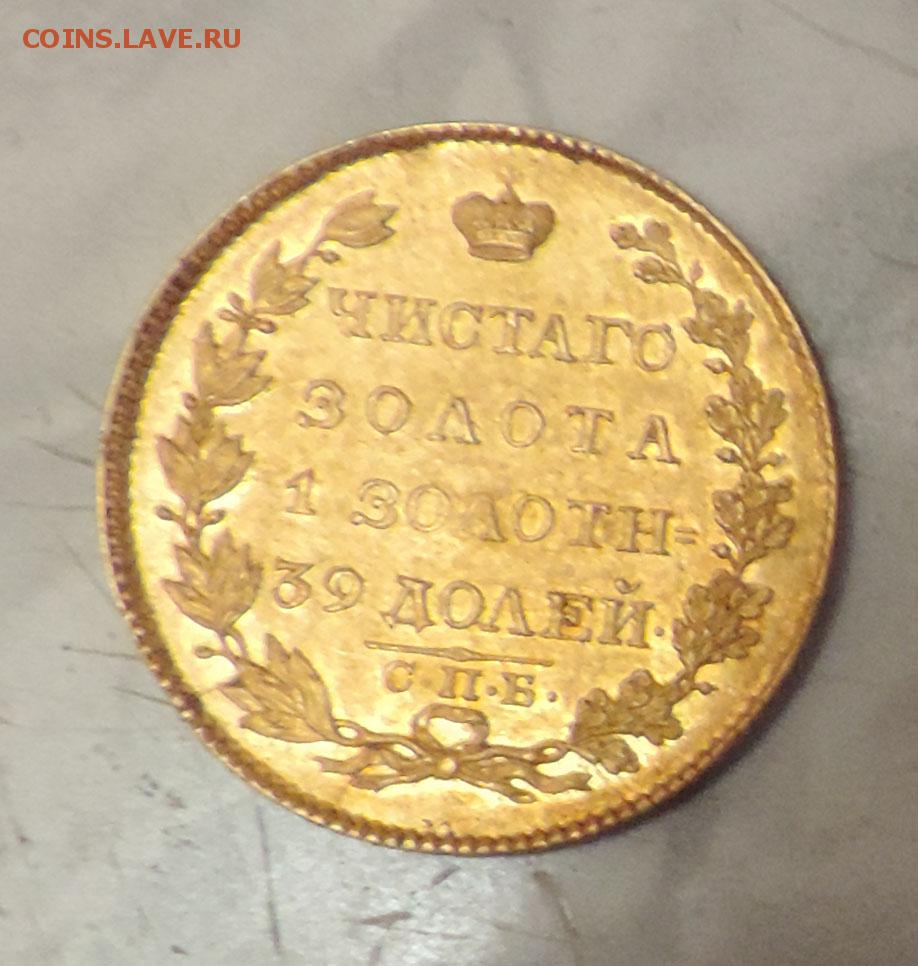 COINS.LAVE.RU
ЧИСТАГО
ЗОЛОТА
1 ЗОЛОТН=
39 ДОЛЕЙ.
С.П.Б.